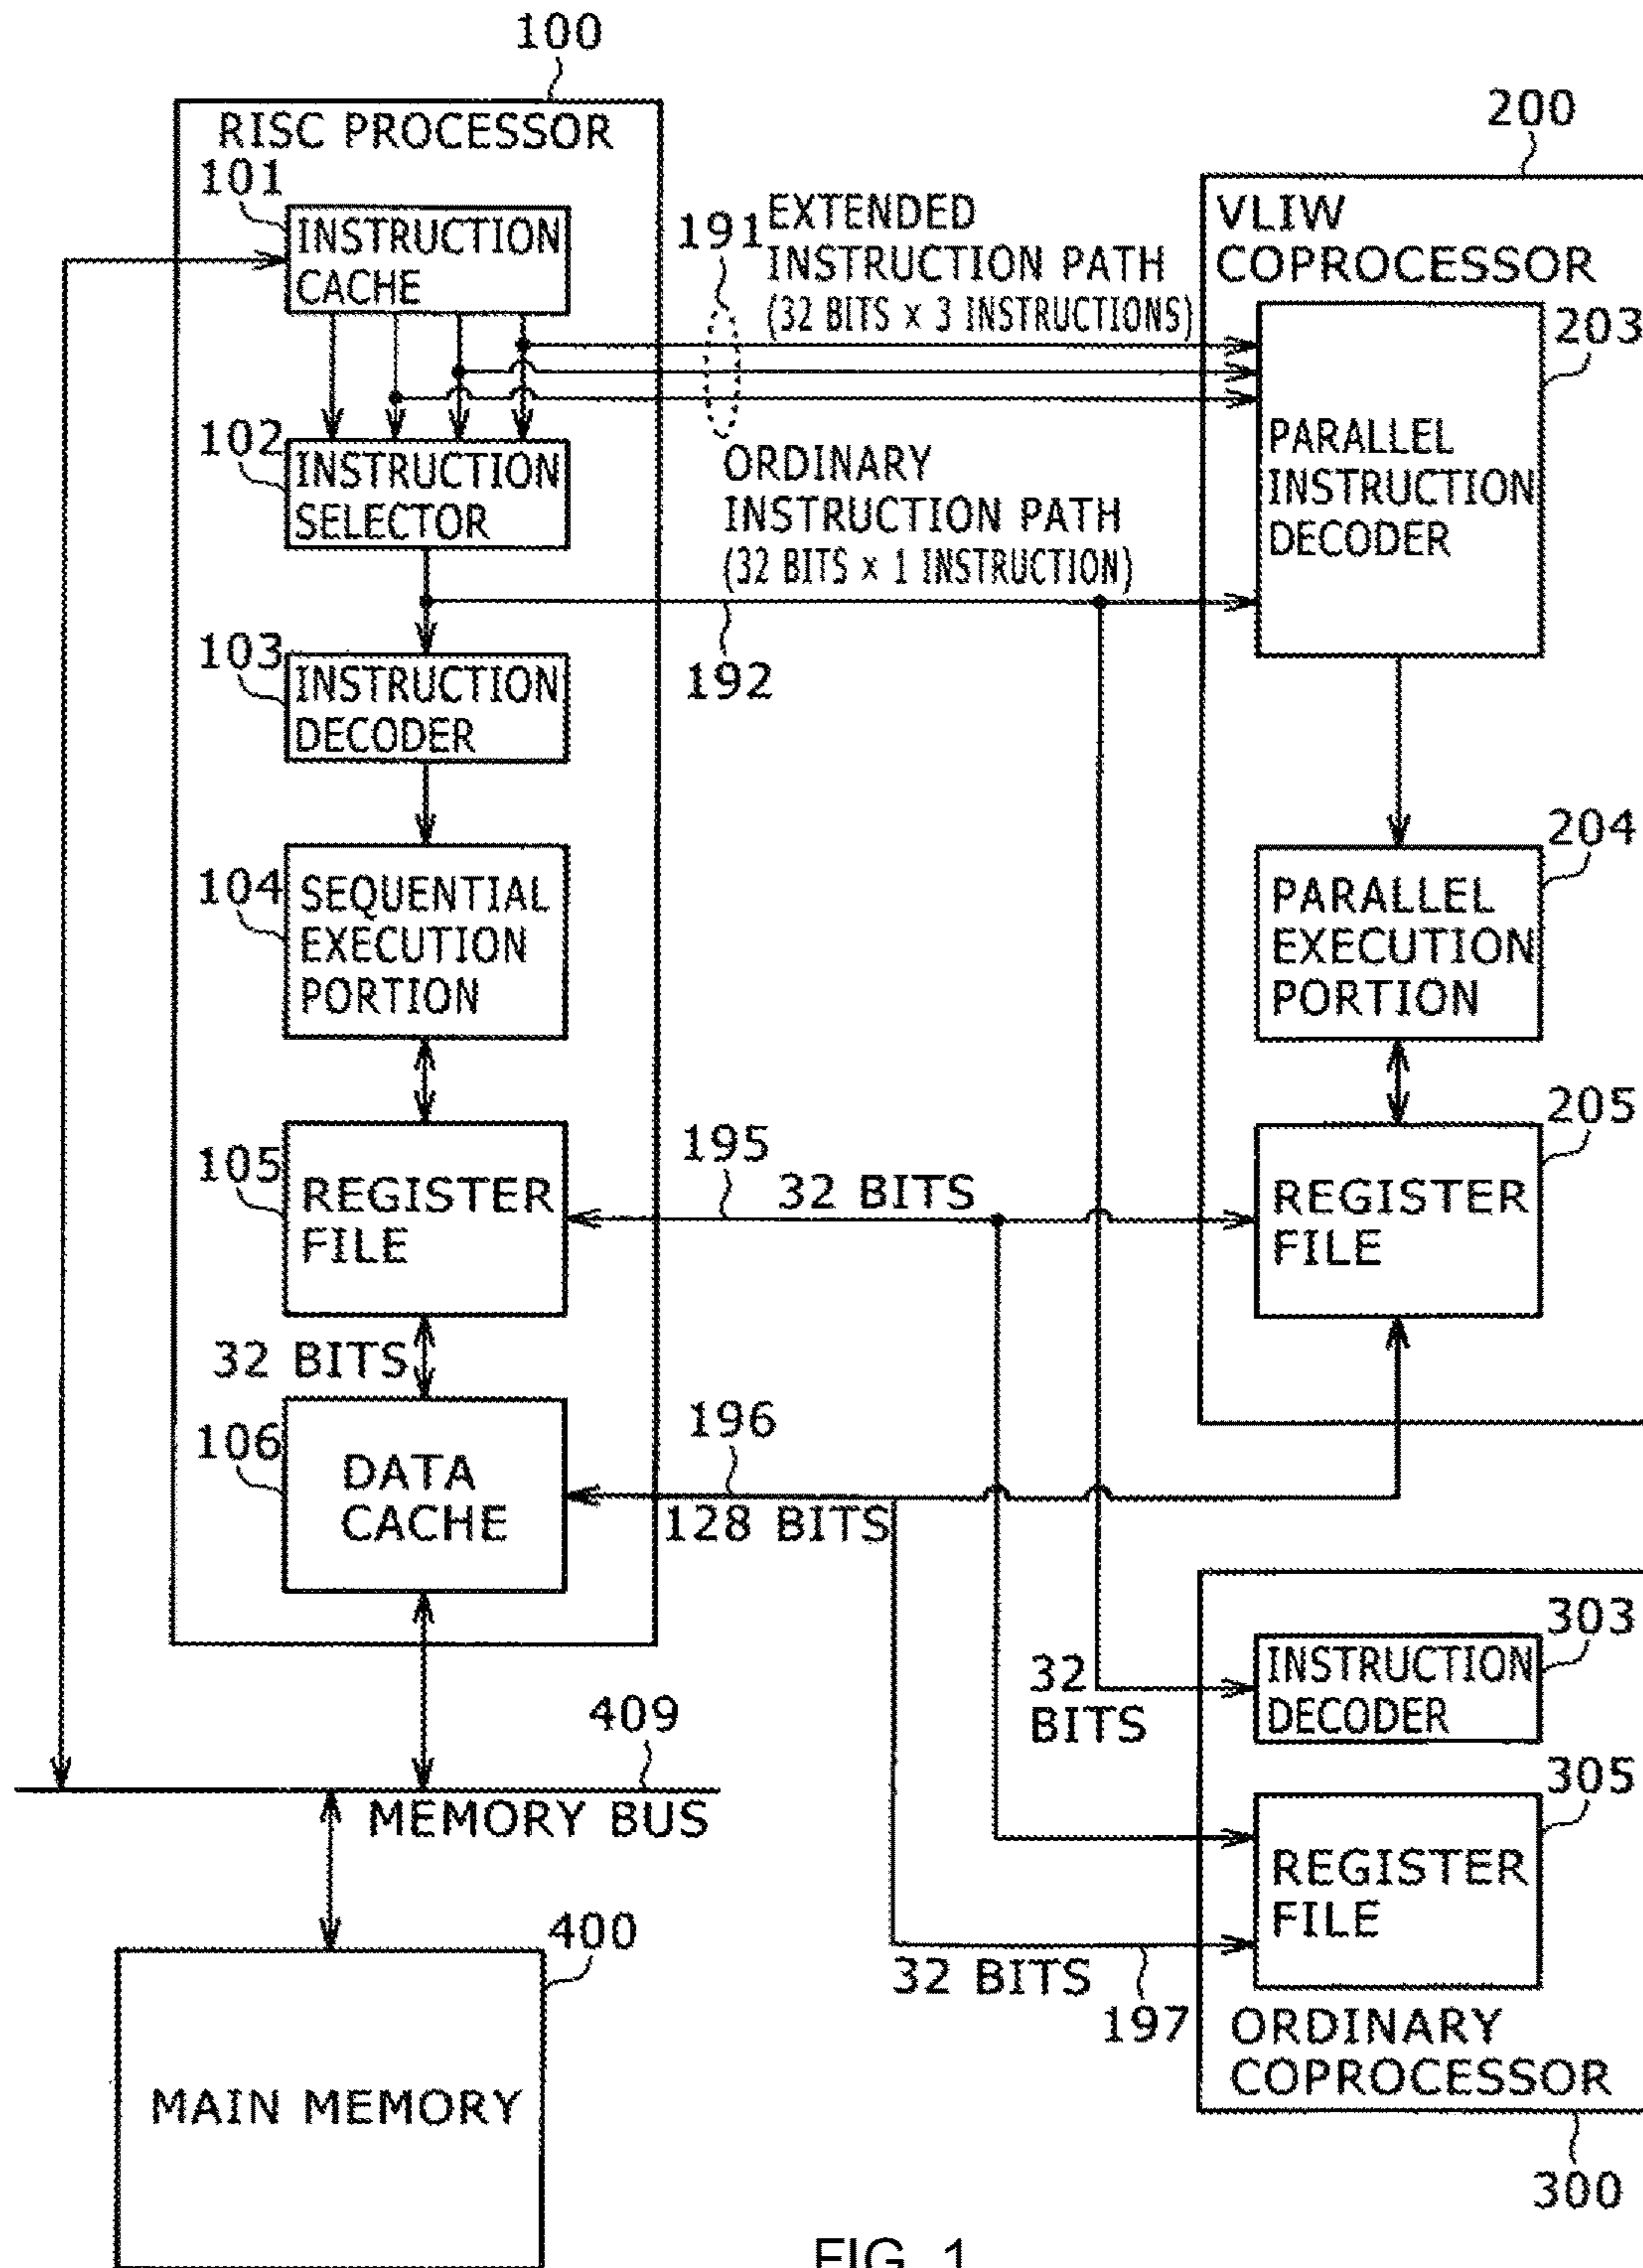 100
RISC PROCESSOR
101
INSTRUCTION
CACHE
102
INSTRUCTION
SELECTOR
103
INSTRUCTION
DECODER
104
SEQUENTIAL
EXECUTION
PORTION
105
REGISTER
FILE
32 BITS
106
DATA
CACHE
191
EXTENDED
INSTRUCTION PATH
(32 BITS × 3 INSTRUCTIONS)
ORDINARY
INSTRUCTION PATH
(32 BITS × 1 INSTRUCTION)
192
195
32 BITS
196
128 BITS
200
VLIW
COPROCESSOR
203
PARALLEL
INSTRUCTION
DECODER
204
PARALLEL
EXECUTION
PORTION
205
REGISTER
FILE
32
BITS
303
INSTRUCTION
DECODER
305
REGISTER
FILE
32 BITS
197
ORDINARY
COPROCESSOR
300
409
MEMORY BUS
400
MAIN MEMORY
FIG. 1